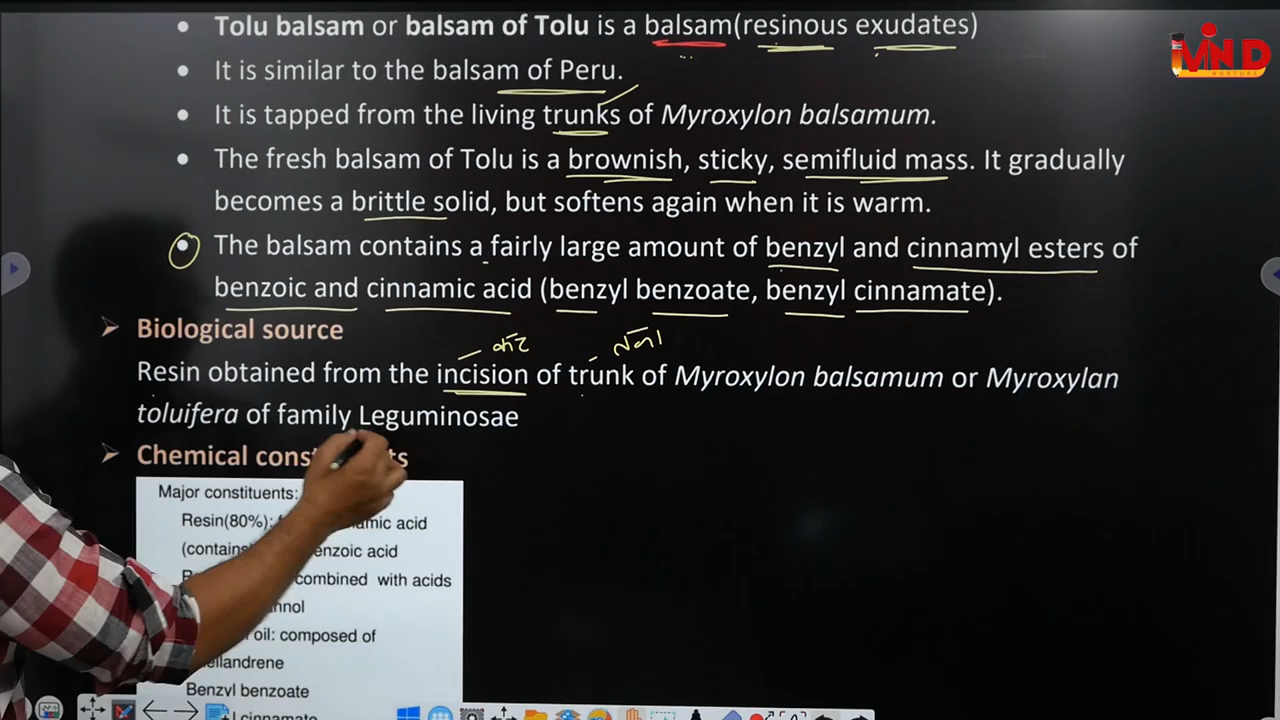 Tolu balsam or balsam of Tolu is a balsam(resinous exudates)
It is similar to the balsam of Peru.
It is tapped from the living trunks of Myroxylon balsamum.
The fresh balsam of Tolu is a brownish, sticky, semifluid mass. It gradually
becomes a brittle solid, but softens again when it is warm.
The balsam contains a fairly large amount of benzyl and cinnamyl esters of
benzoic and cinnamic acid (benzyl benzoate, benzyl cinnamate).
Biological source
Resin obtained from the incision of trunk of Myroxylon balsamum or Myroxylan
toluifera of family Leguminosae
Chemical
Major constituents:
Resin(80%): acid
enzoic acid
combined with acids
oil: composed of
Benzyl benzoate
cinnamate
MIND
NURTURE